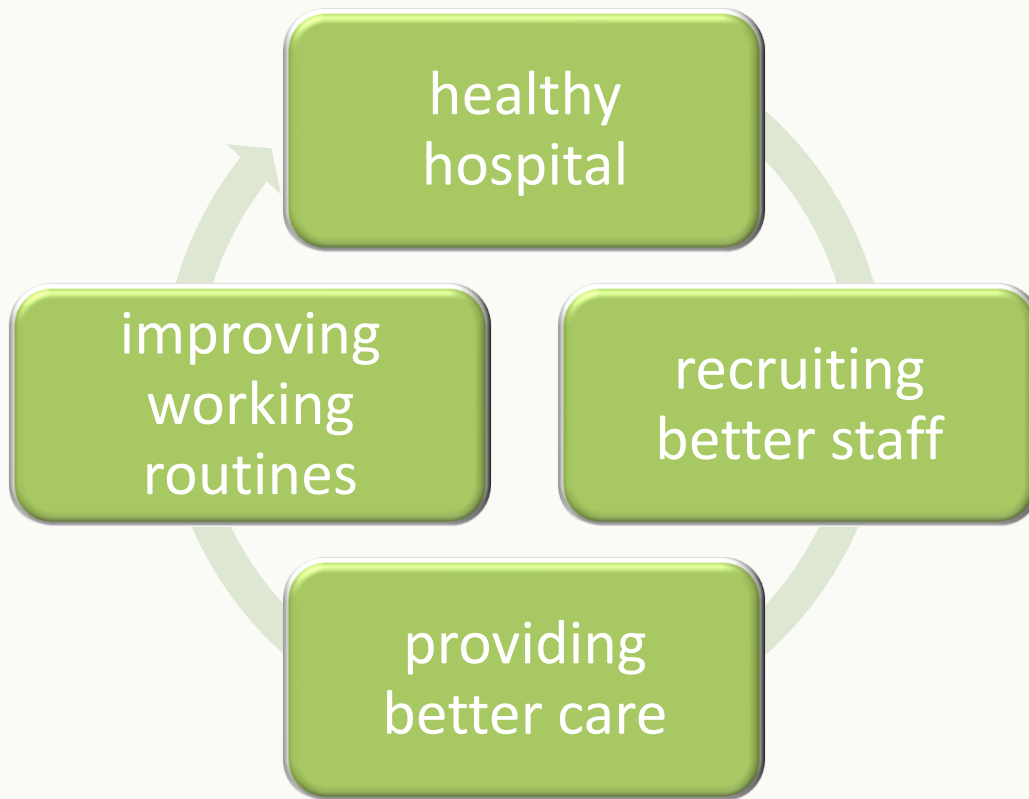 healthy
hospital
recruiting
better staff
providing
better care
improving
working
routines